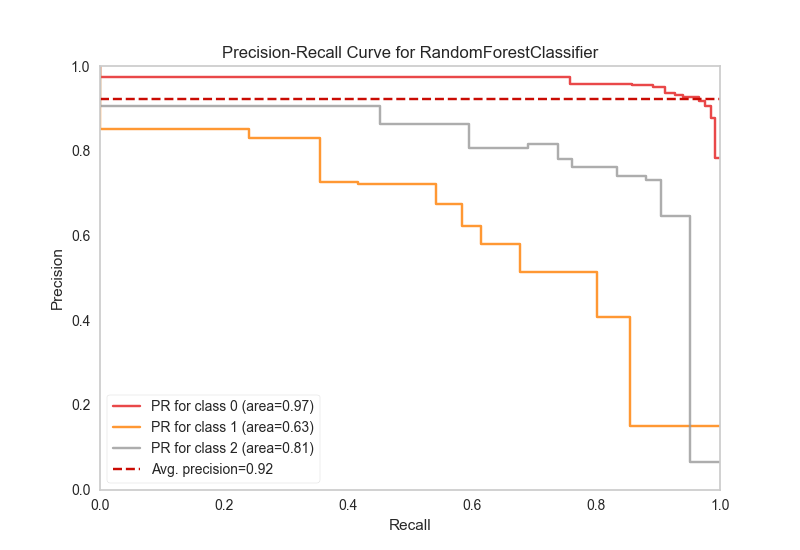 Precision-Recall Curve for RandomForestClassifier
1.0
0.8
0.6
0.4
0.2
0.0
Precision
PR for class 0 (area=0.97)
PR for class 1 (area=0.63)
PR for class 2 (area=0.81)
Avg. precision=0.92
0.0 0.2 0.4 0.6 0.8 1.0
Recall